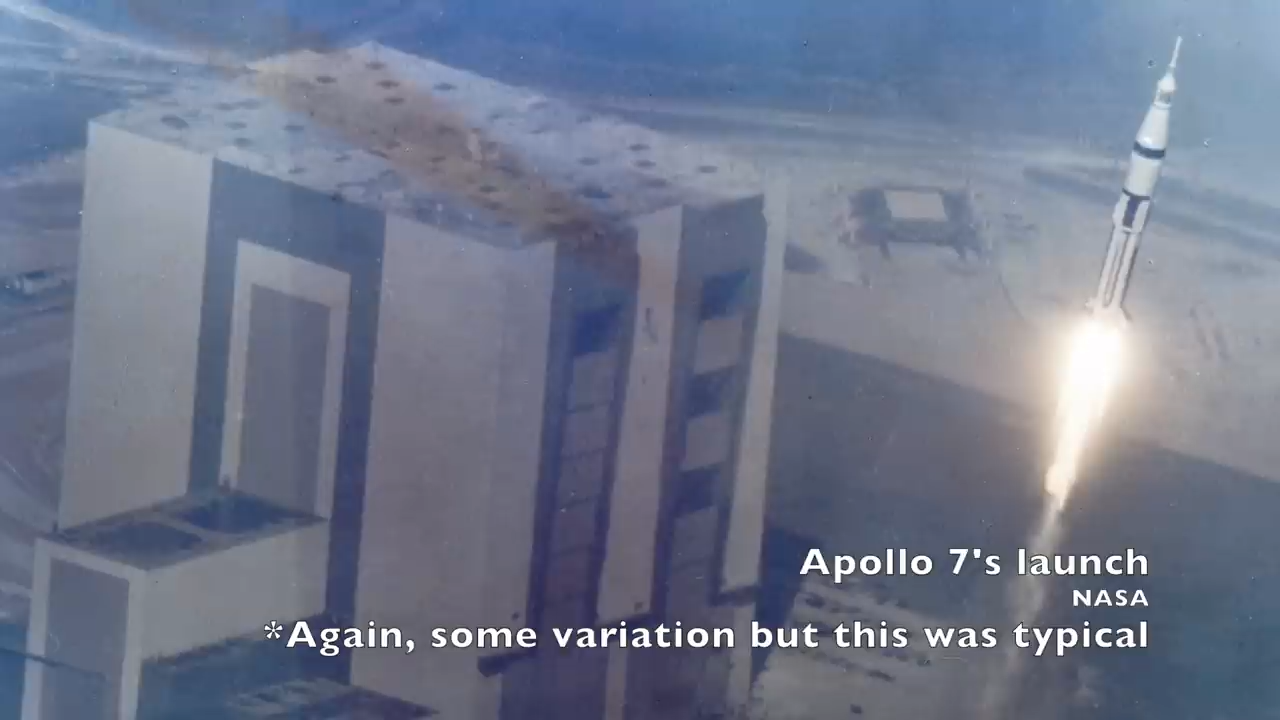 Apollo 7's launch
NASA
*Again, some variation but this was typical